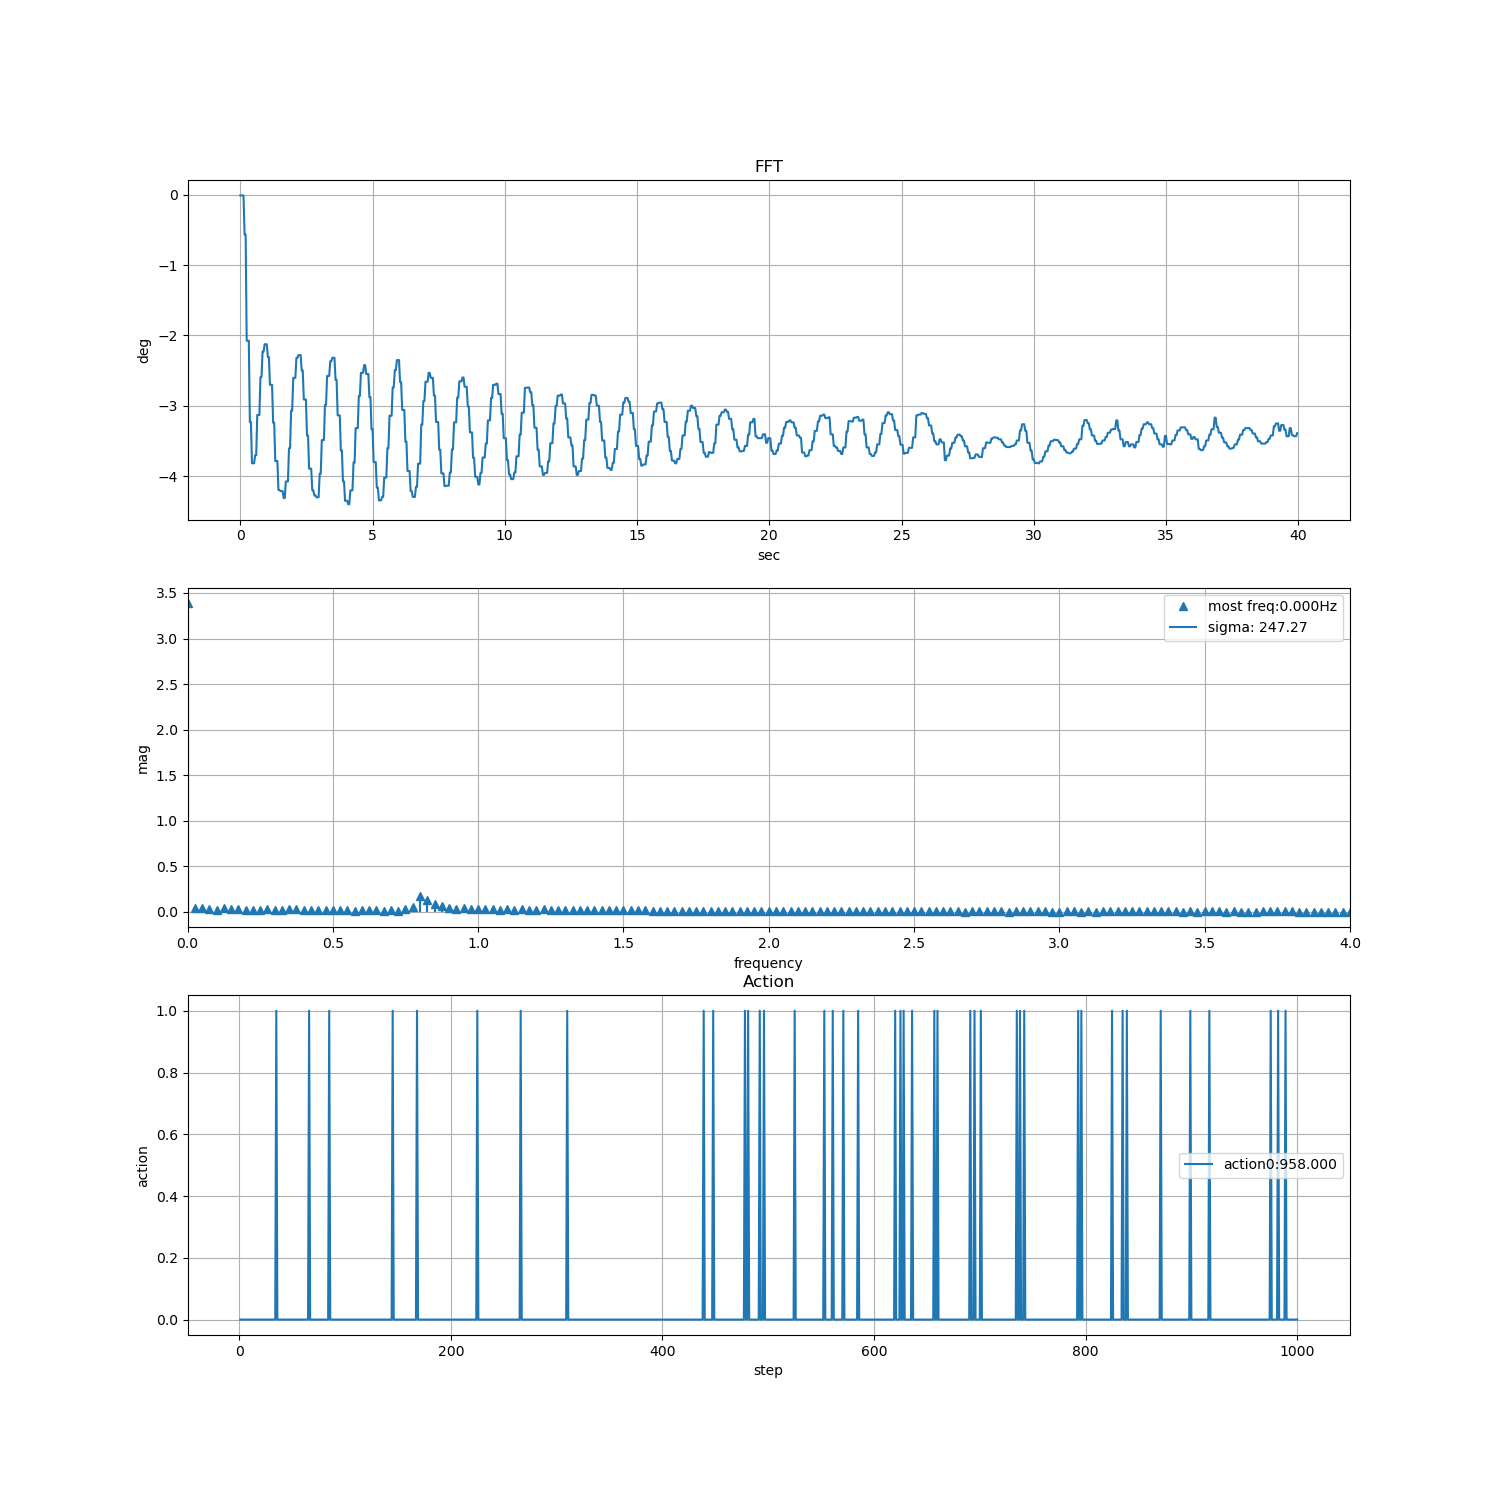 FFT
0
−1
−2
−3
−4
deg
0 5 10 15 20 25 30 35 40
sec
3.5
3.0
2.5
2.0
1.5
1.0
0.5
0.0
mag
most freq:0.000Hz
sigma: 247.27
0.0 0.5 1.0 1.5 2.0 2.5 3.0 3.5 4.0
frequency
Action
1.0
0.8
0.6
0.4
0.2
0.0
action
action0:958.000
0 200 400 600 800 1000
step